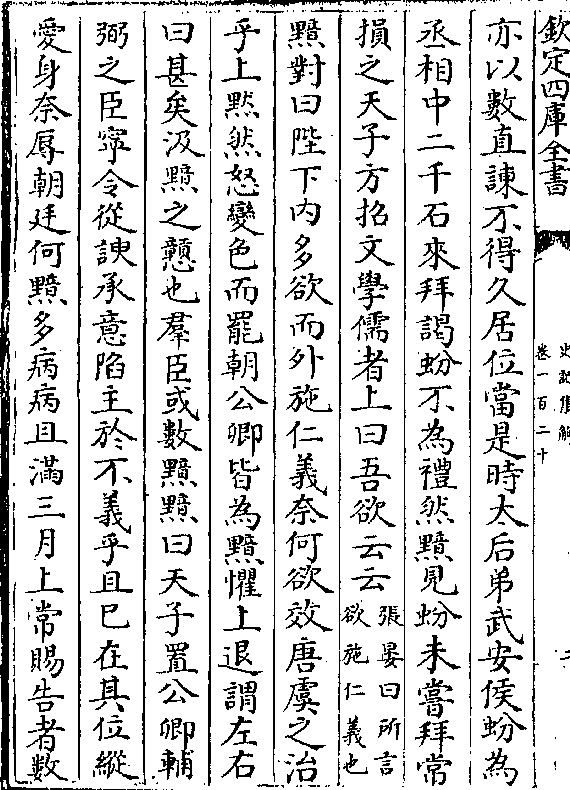 欽定四庫全書
史記集解
卷一百二十
二
亦以數直諫不得久居位當是時太后弟武安侯蚡為
丞相中二千石來拜謁蚡不為禮然黯見蚡未嘗拜常
損之天子方招文學儒者上曰吾欲云云張晏曰所言欲施仁義也
黯對曰陛下内多欲而外施仁義奈何欲效唐虞之治
乎上黙然怒變色而罷朝公卿皆為黯懼上退謂左右
曰甚矣汲黯之戇也羣臣或數黯黯曰天子置公卿輔
弼之臣寧令從諛承意陷主於不義乎且已在其位縱
愛身奈辱朝廷何黯多病病且滿三月上常賜告者數